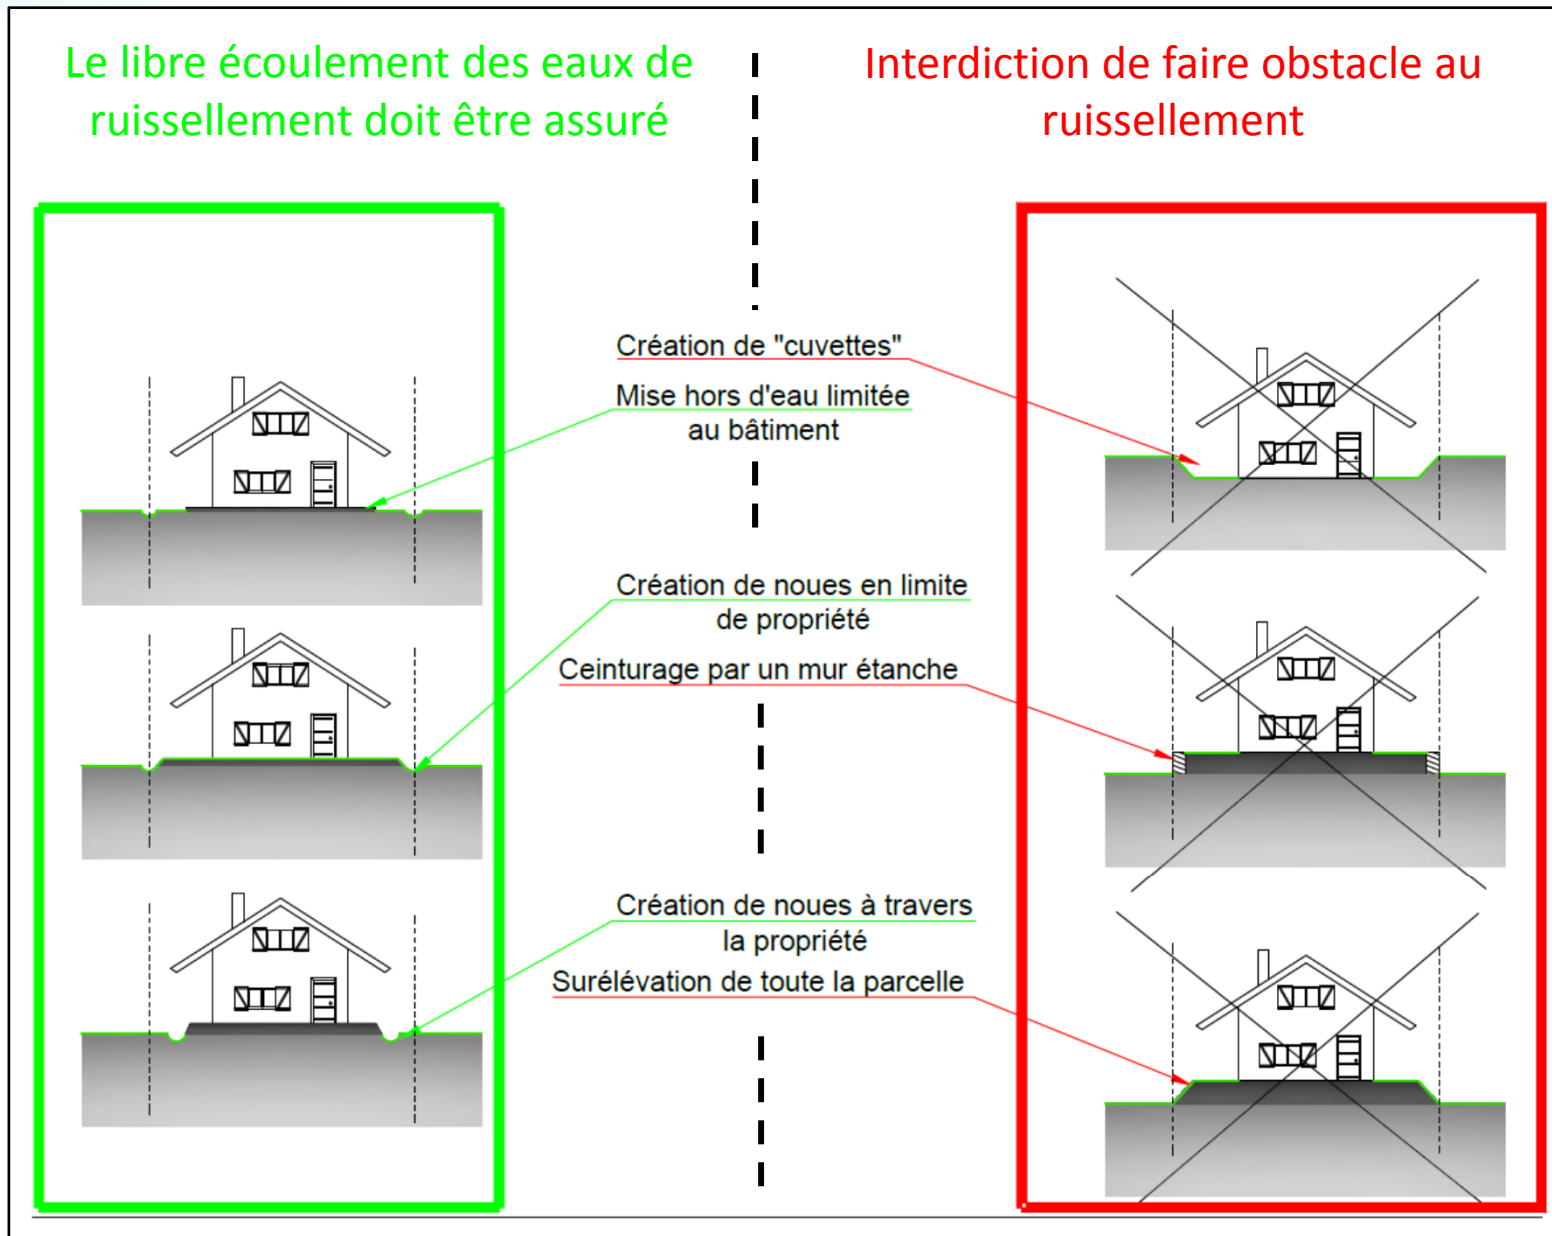 Le libre écoulement des eaux de
ruissellement doit être assuré
Interdiction de faire obstacle au
ruissellement
Création de "cuvettes"
Mise hors d'eau limitée
au bâtiment
Création de noues en limite
de propriété
Ceinturage par un mur étanche
Création de noues à travers
la propriété
Surélévation de toute la parcelle